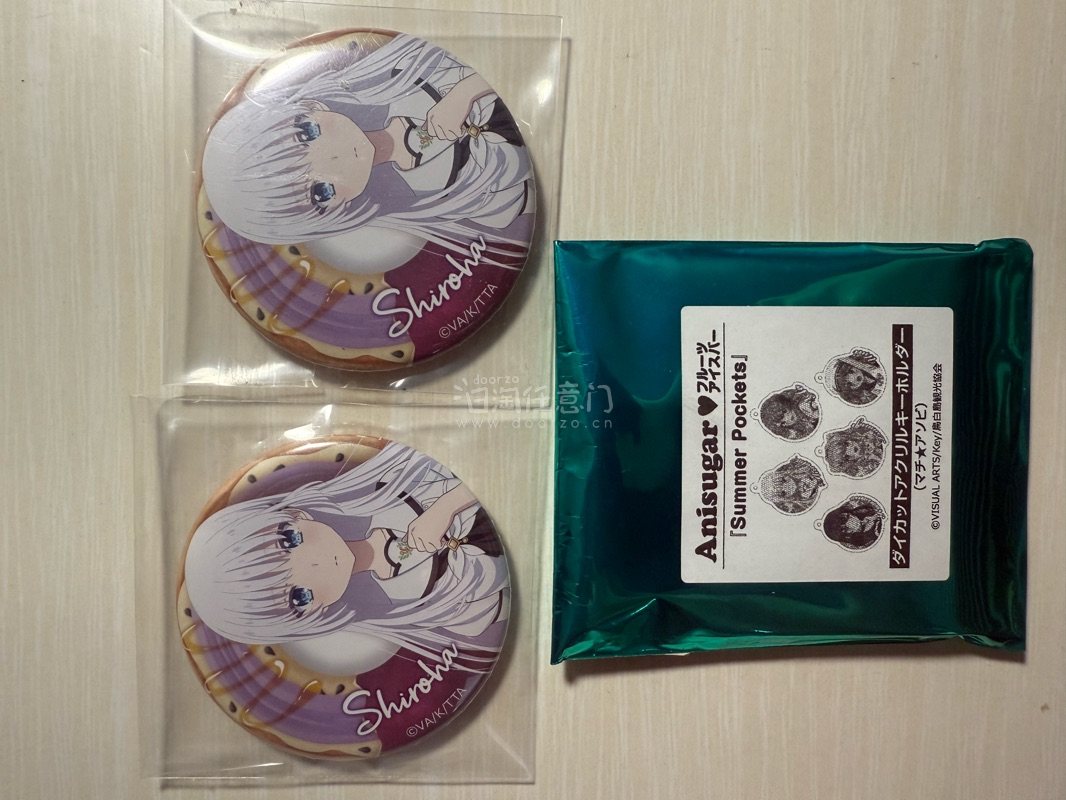 Shiroha
©VA/K/TTA
Shiroha
©VA/K/TTA
Anisugar♥フルーツ
アイスバー
『Summer Pockets』
ダイカットアクリルキーホルダー
(マチ★アソビ)
©VISUAL ARTS/Key/鳥白島観光協会
doorzo
任意门
www.doorzo.cn